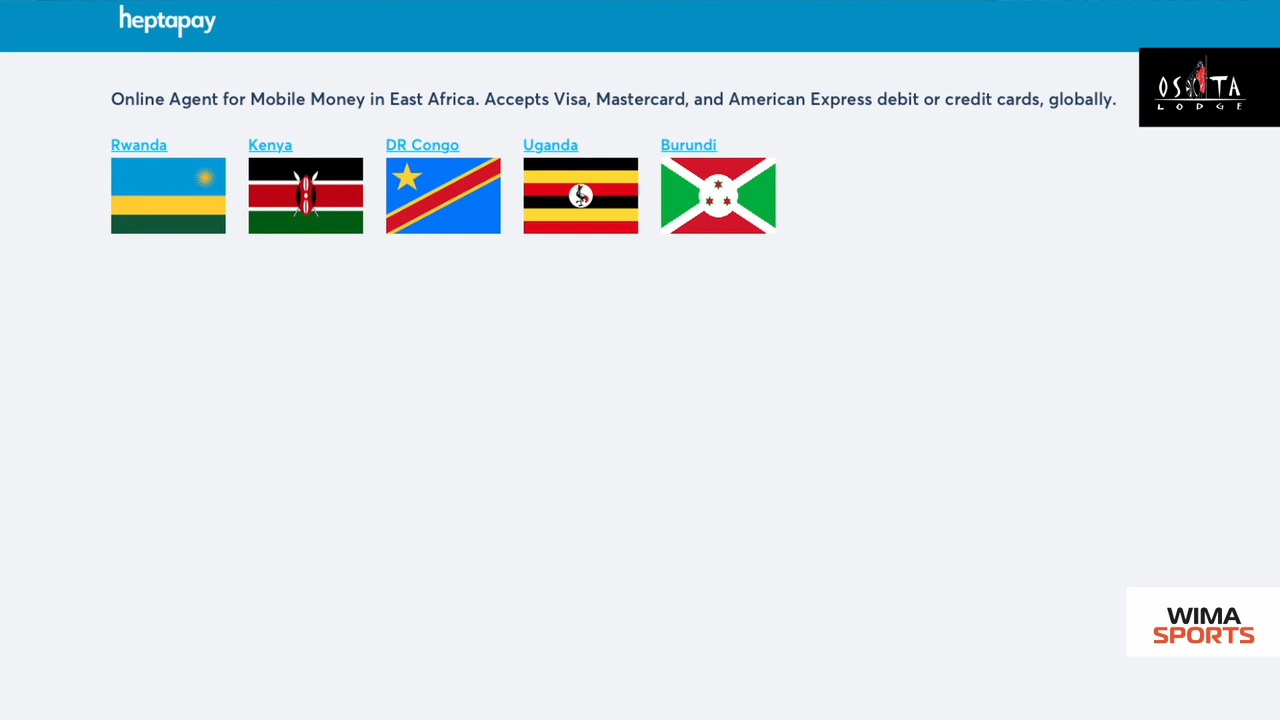 heptapay
Online Agent for Mobile Money in East Africa. Accepts Visa, Mastercard, and American Express debit or credit cards, globally.
Rwanda
Kenya
DR Congo
Uganda
Burundi
LODGE
WIMA
SPORTS